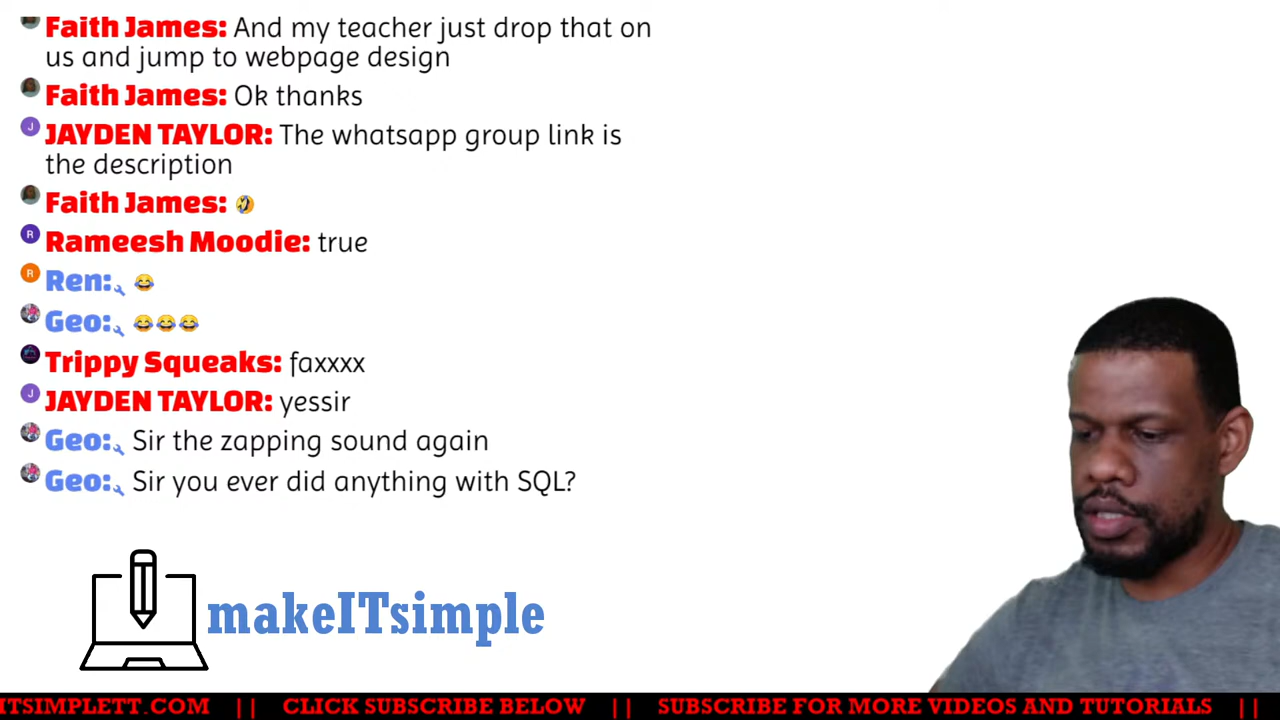 Faith James: And my teacher just drop that on
us and jump to webpage design
Faith James: Ok thanks
J JAYDEN TAYLOR: The whatsapp group link is
the description
Faith James: 🤣
R Rameesh Moodie: true
R Ren: 😂
Geo: 😂😂😂
Trippy Squeaks: faxxxx
J JAYDEN TAYLOR: yessir
Geo: Sir the zapping sound again
Geo: Sir you ever did anything with SQL?
makeITsimple
ITSIMPLETT.COM || CLICK SUBSCRIBE BELOW || SUBSCRIBE FOR MORE VIDEOS AND TUTORIALS ||